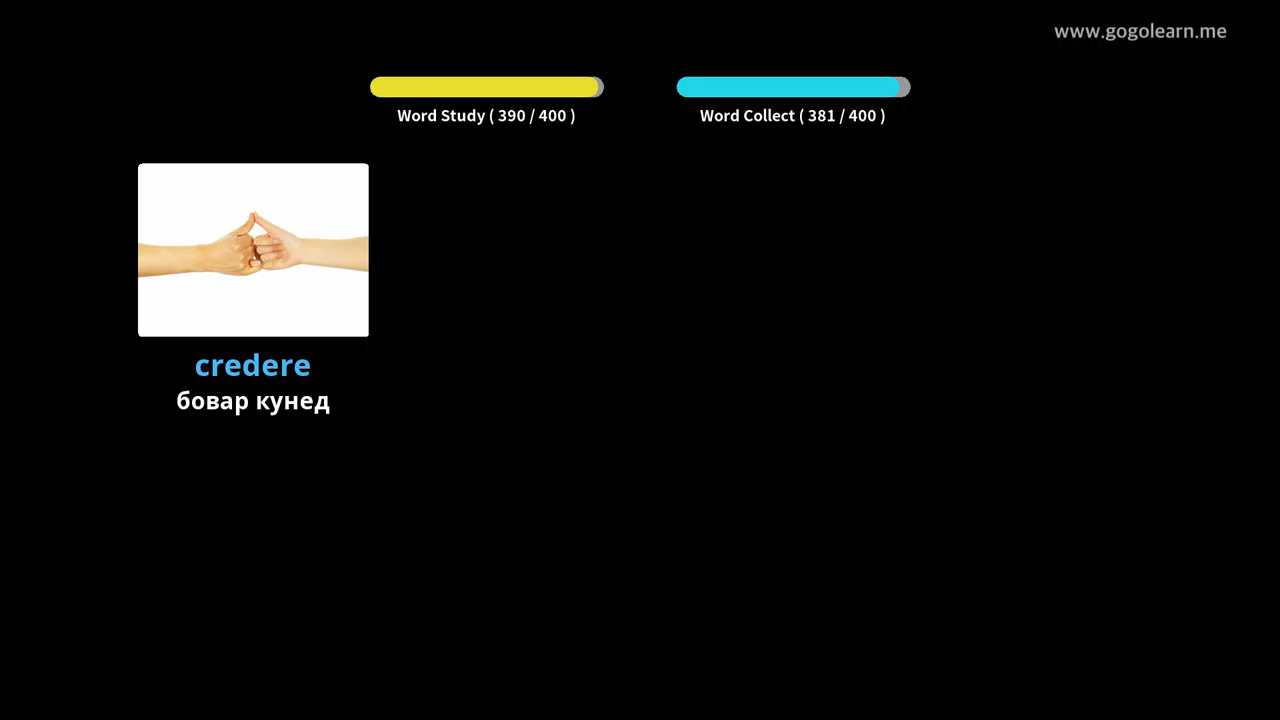 www.gogolearn.me
Word Study ( 390 / 400 )
Word Collect ( 381 / 400 )
credere
бовар кунед